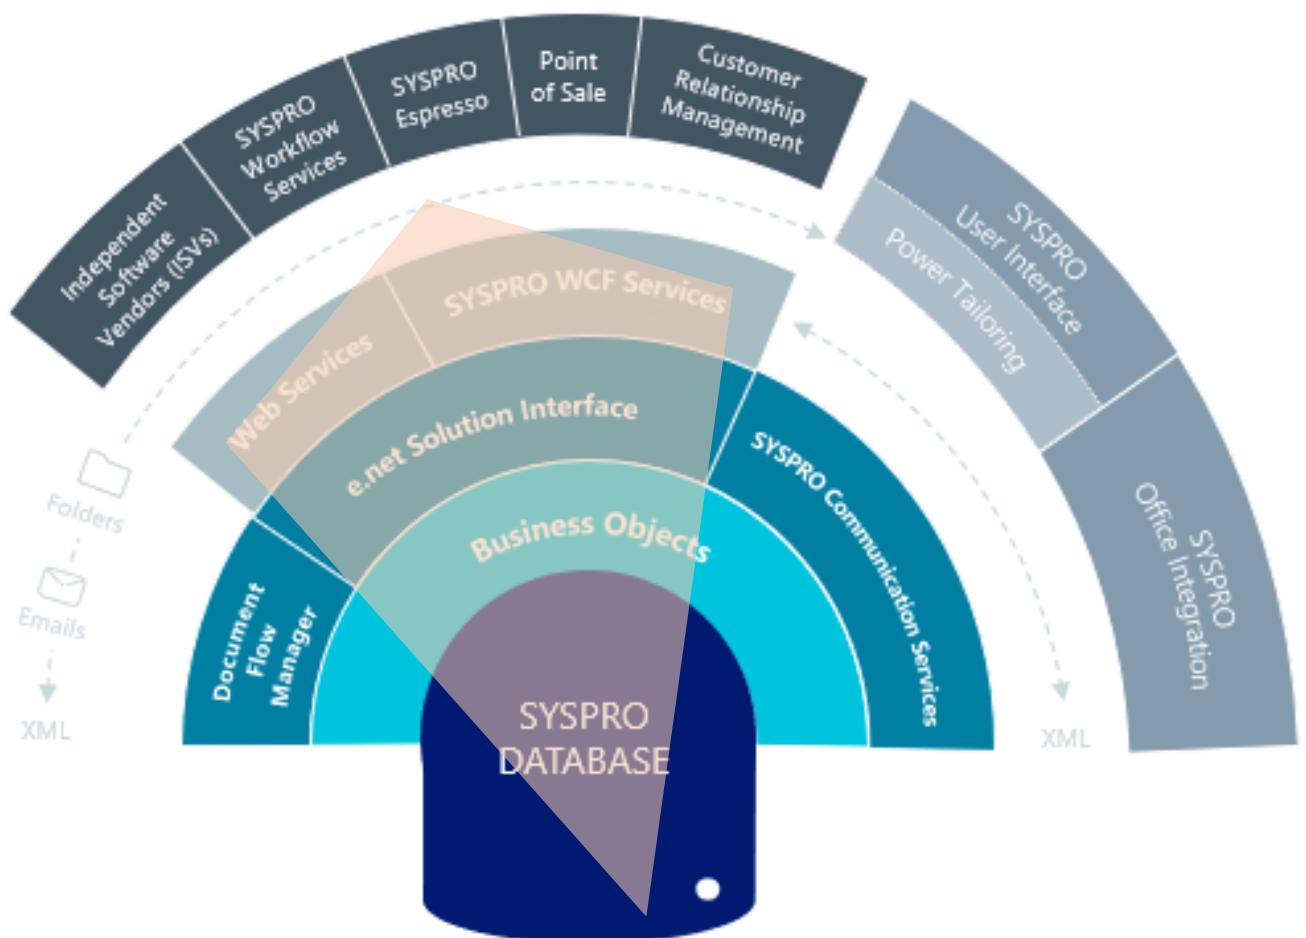 Independent
Software
Vendors (ISVs)
SYSPRO
Workflow
Services
SYSPRO
Espresso
Point
of Sale
Customer
Relationship
Management
SYSPRO
User Interface
Power Tailoring
SYSPRO
Office Integration
Web Services
SYSPRO WCF Services
e.net Solution Interface
SYSPRO Communication Services
Business Objects
Document
Flow
Manager
SYSPRO
DATABASE
Folders
Emails
XML
XML